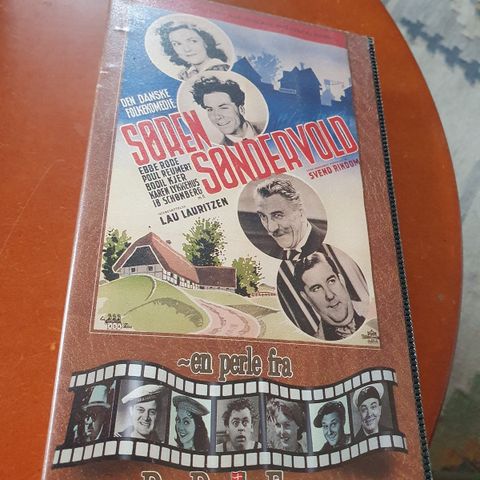 DEN DANSKE
FOLKEKOMEDIE
SØREN
SØNDERVOLD
EBBE RODE
POUL REUMERT
BODIL KJER
KAREN LYKKEHUS
IB SCHØNBERG
SVEND RINDOM
LAU LAURITZEN
~en perle fra